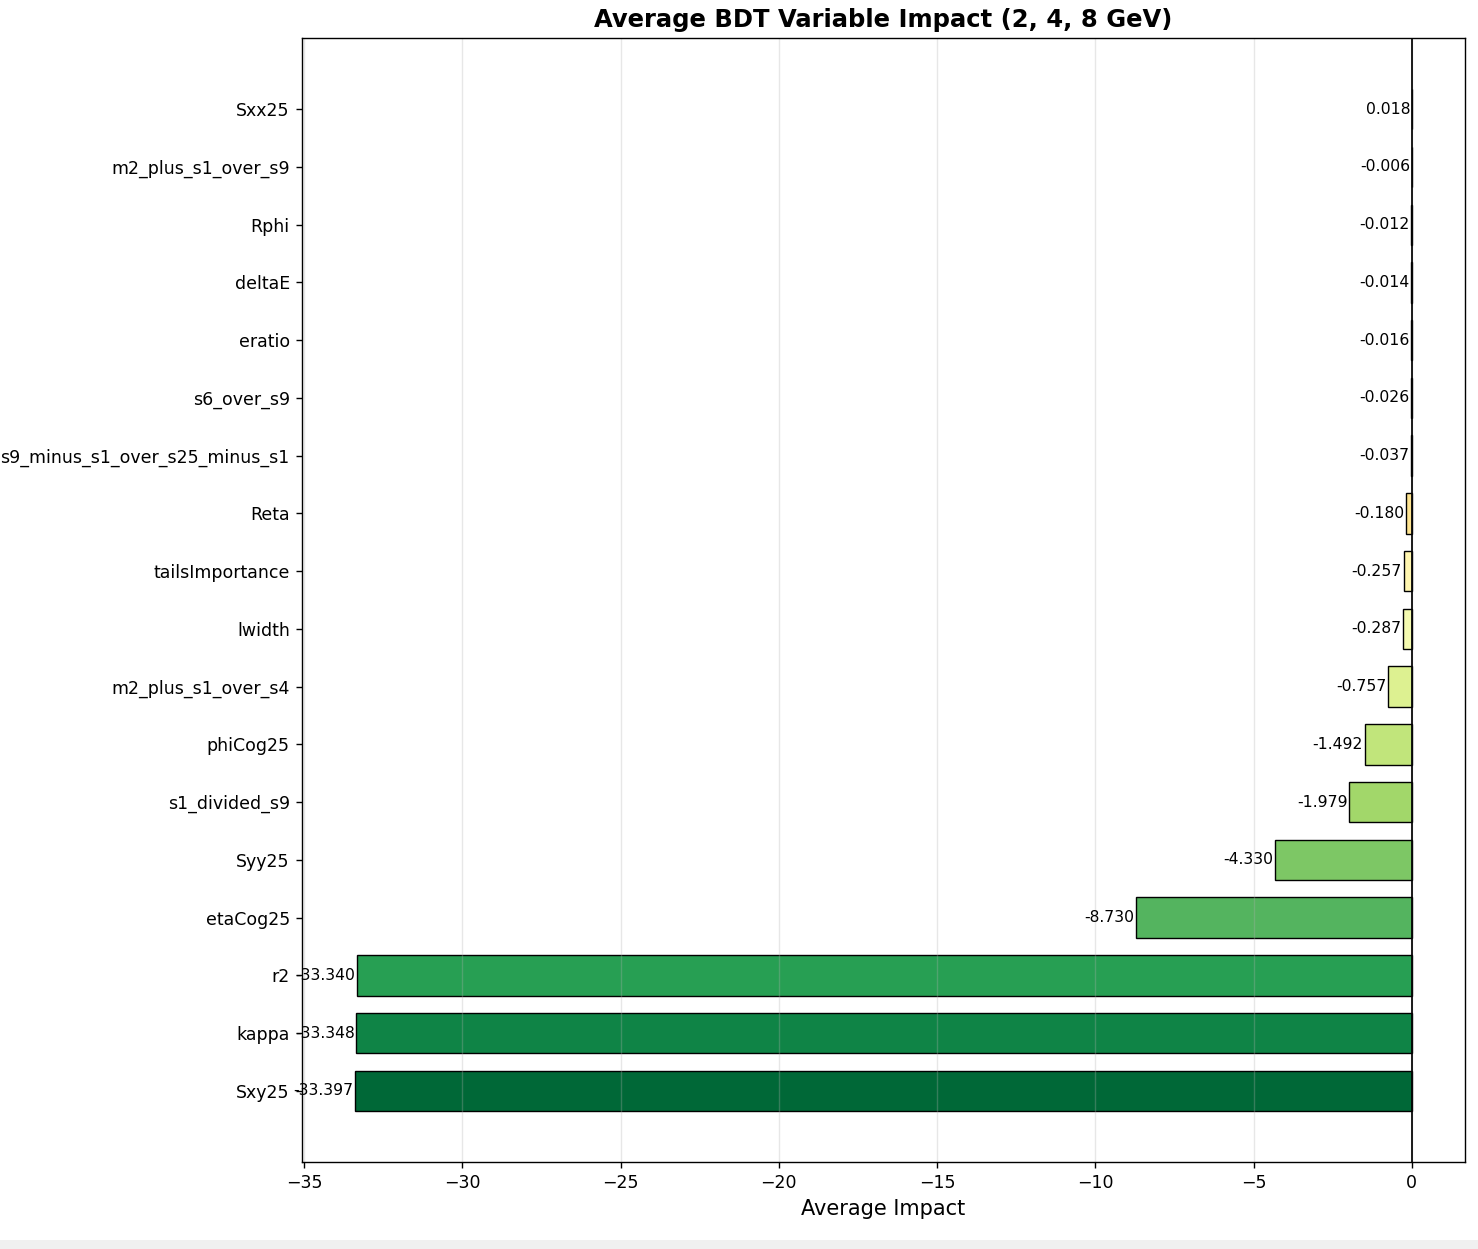 Average BDT Variable Impact (2, 4, 8 GeV)
Sxx25 0.018
m2_plus_s1_over_s9 -0.006
Rphi -0.012
deltaE -0.014
eratio -0.016
s6_over_s9 -0.026
s9_minus_s1_over_s25_minus_s1 -0.037
Reta -0.180
tailsImportance -0.257
lwidth -0.287
m2_plus_s1_over_s4 -0.757
phiCog25 -1.492
s1_divided_s9 -1.979
Syy25 -4.330
etaCog25 -8.730
r2 -33.340
kappa -33.348
Sxy25 -33.397
−35 −30 −25 −20 −15 −10 −5 0
Average Impact